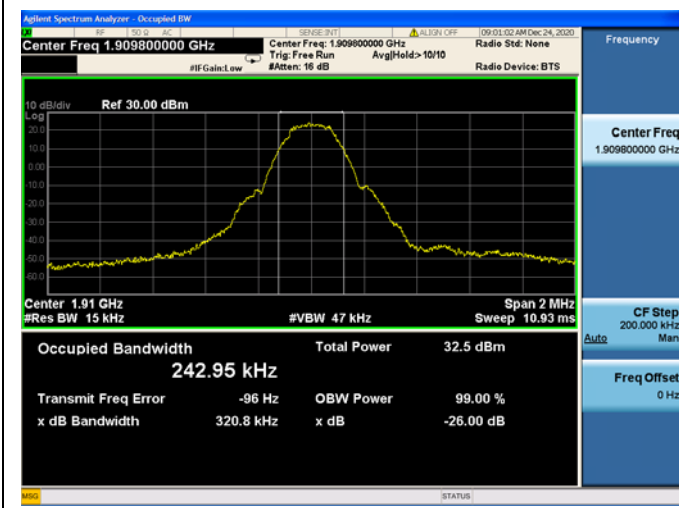 Agilent Spectrum Analyzer - Occupied BW
RF 50 Ω AC SENSE:INT ALIGN OFF 09:01:02 AM Dec 24, 2020
Center Freq 1.909800000 GHz
Center Freq: 1.909800000 GHz Radio Std: None
Trig: Free Run Avg|Hold:>10/10
#IFGain:Low #Atten: 16 dB Radio Device: BTS
10 dB/div Ref 30.00 dBm
Log
20.0
10.0
0.00
-10.0
-20.0
-30.0
-40.0
-50.0
-60.0
Center 1.91 GHz Span 2 MHz
#Res BW 15 kHz #VBW 47 kHz Sweep 10.93 ms
Occupied Bandwidth Total Power 32.5 dBm
242.95 kHz
Transmit Freq Error -96 Hz OBW Power 99.00 %
x dB Bandwidth 320.8 kHz x dB -26.00 dB
MSG STATUS
Frequency
Center Freq
1.909800000 GHz
CF Step
200.000 kHz
Auto Man
Freq Offset
0 Hz